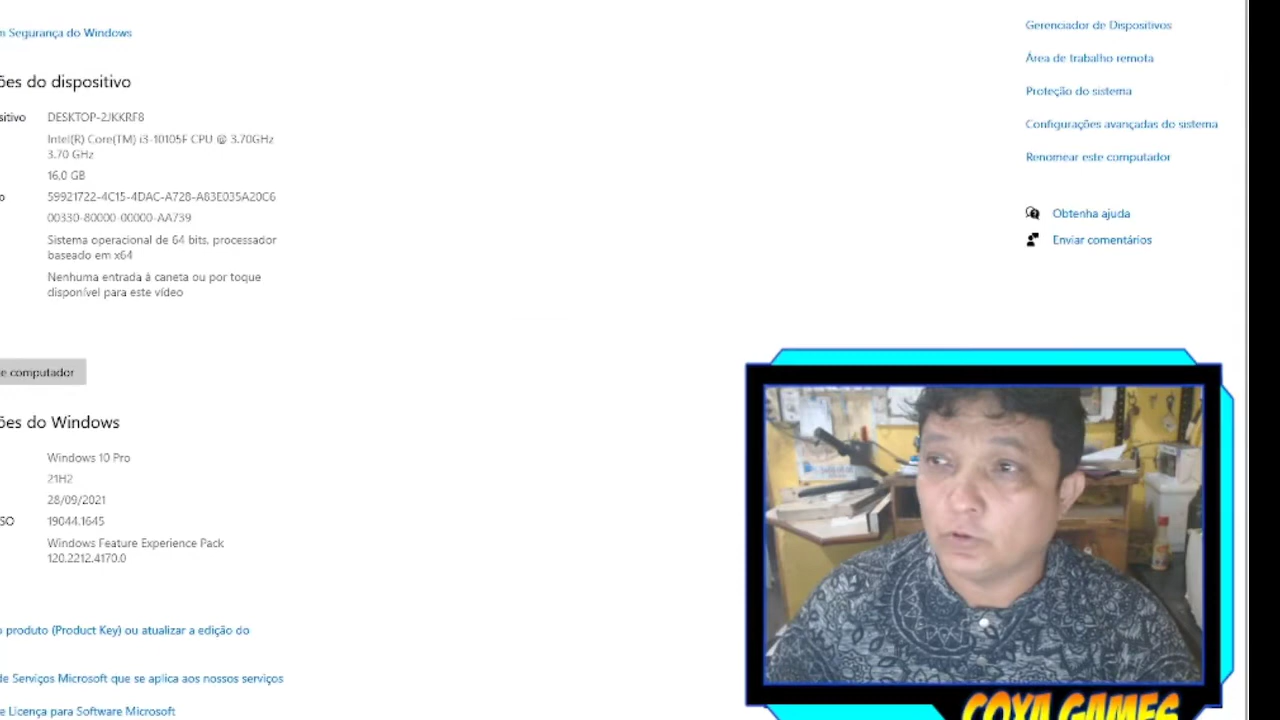 m Segurança do Windows
ões do dispositivo
sitivo DESKTOP-2JKKRF8
Intel(R) Core(TM) i3-10105F CPU @ 3.70GHz
3.70 GHz
16,0 GB
o 59921722-4C15-4DAC-A728-A83E035A20C6
00330-80000-00000-AA739
Sistema operacional de 64 bits, processador
baseado em x64
Nenhuma entrada à caneta ou por toque
disponível para este vídeo
e computador
ões do Windows
Windows 10 Pro
21H2
28/09/2021
SO 19044.1645
Windows Feature Experience Pack
120.2212.4170.0
o produto (Product Key) ou atualizar a edição do
de Serviços Microsoft que se aplica aos nossos serviços
e Licença para Software Microsoft
Gerenciador de Dispositivos
Área de trabalho remota
Proteção do sistema
Configurações avançadas do sistema
Renomear este computador
Obtenha ajuda
Enviar comentários
COXA GAMES